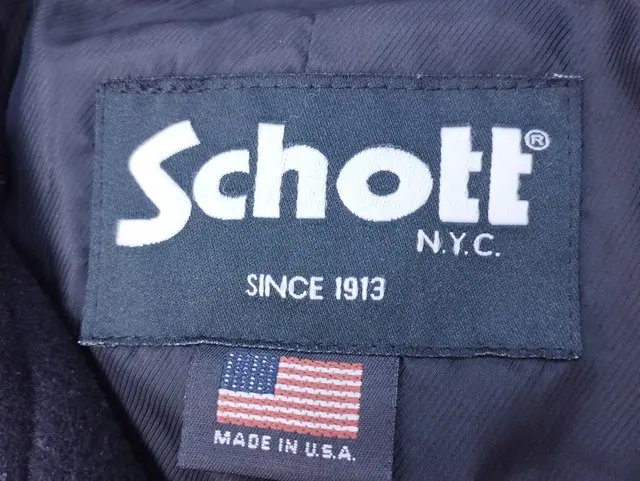 Schott®
N.Y.C.
SINCE 1913
MADE IN U.S.A.